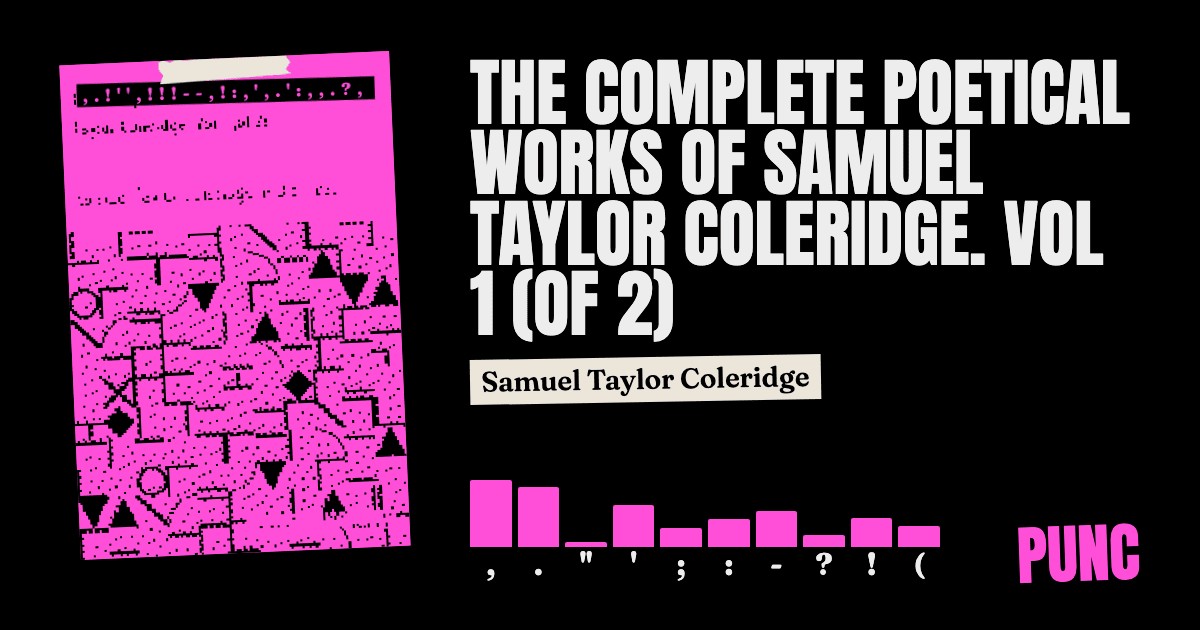 ,.!'',!!!--,!:,',.':,,.?,
THE COMPLETE POETICAL
WORKS OF SAMUEL
TAYLOR COLERIDGE. VOL
1 (OF 2)
Samuel Taylor Coleridge
, . " ' ; : - ? ! (
PUNC